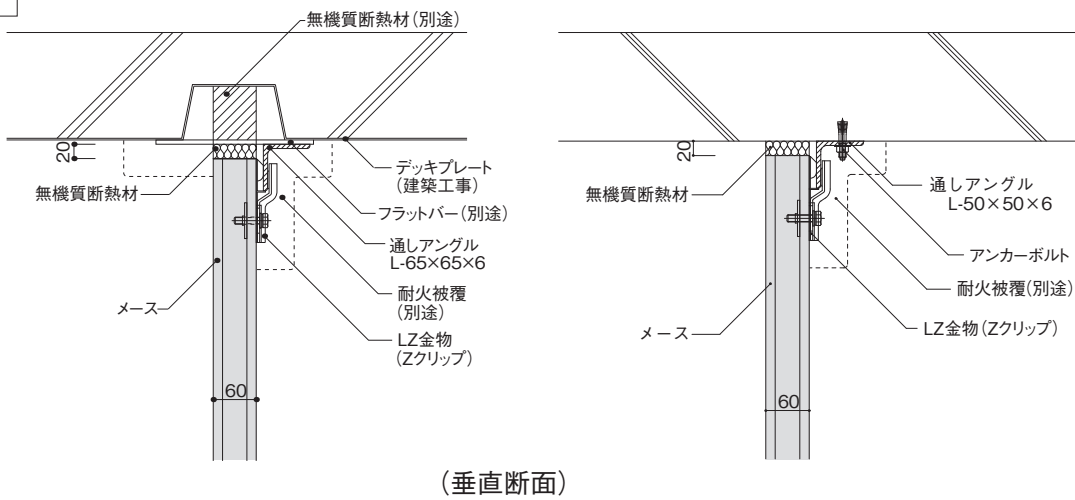 無機質断熱材(別途)
20
無機質断熱材
デッキプレート
(建築工事)
フラットバー(別途)
通しアングル
L-65×65×6
耐火被覆
(別途)
LZ金物
(Zクリップ)
メース
60
20
無機質断熱材
通しアングル
L-50×50×6
アンカーボルト
耐火被覆(別途)
LZ金物(Zクリップ)
メース
60
(垂直断面)